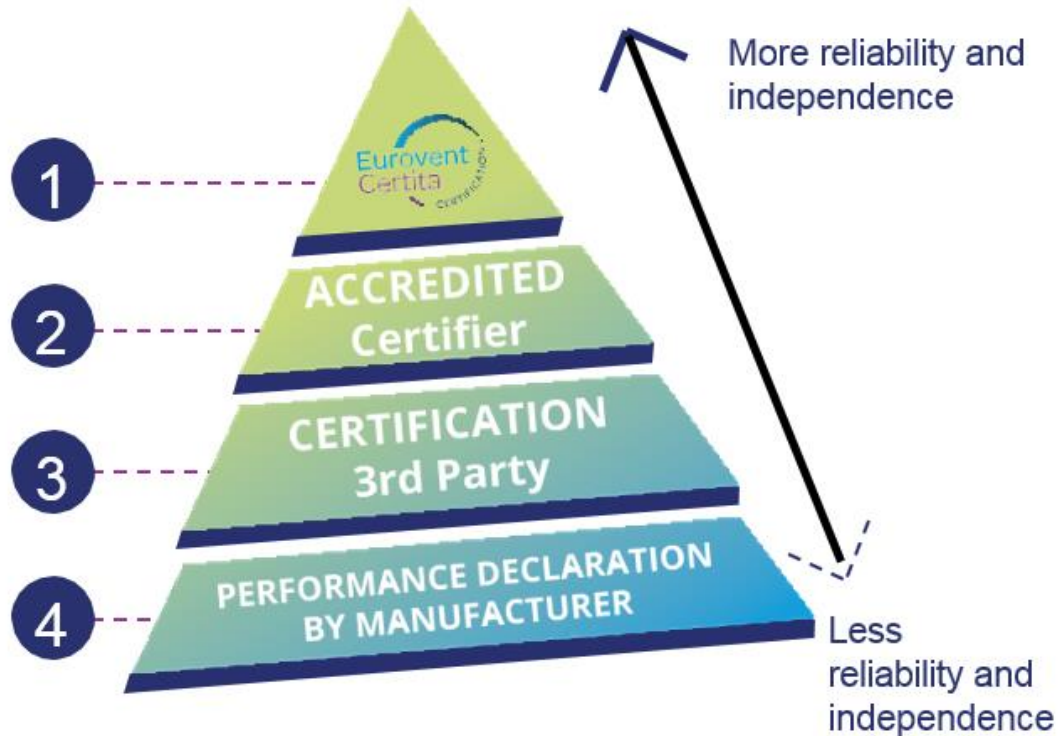 More reliability and
independence
1
Eurovent
Certita
CERTIFICATION
2
ACCREDITED
Certifier
3
CERTIFICATION
3rd Party
4
PERFORMANCE DECLARATION
BY MANUFACTURER
Less
reliability and
independence